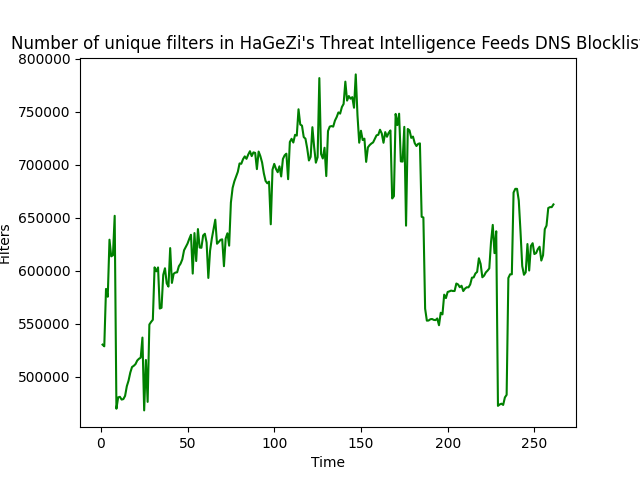 Number of unique filters in HaGeZi's Threat Intelligence Feeds DNS Blocklis
800000
750000
700000
650000
600000
550000
500000
Filters
0 50 100 150 200 250
Time